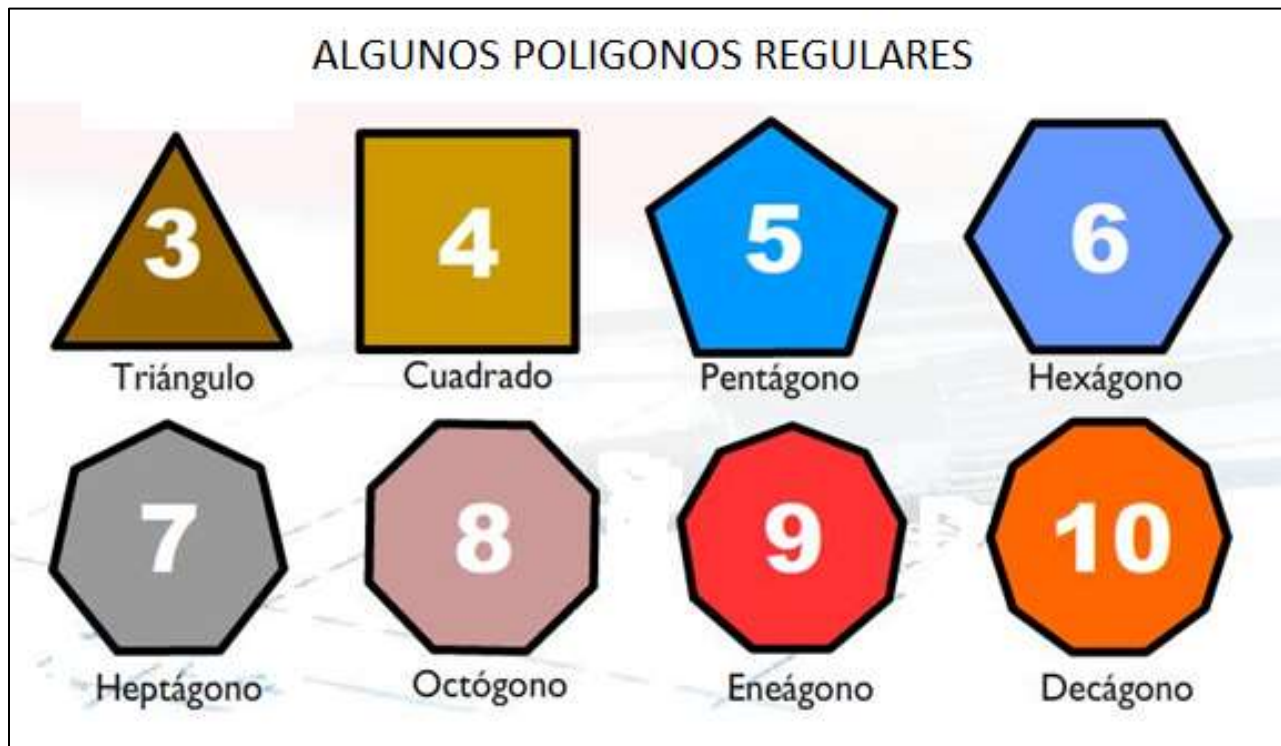 ALGUNOS POLIGONOS REGULARES
3 4 5 6
Triángulo Cuadrado Pentágono Hexágono
7 8 9 10
Heptágono Octógono Eneágono Decágono